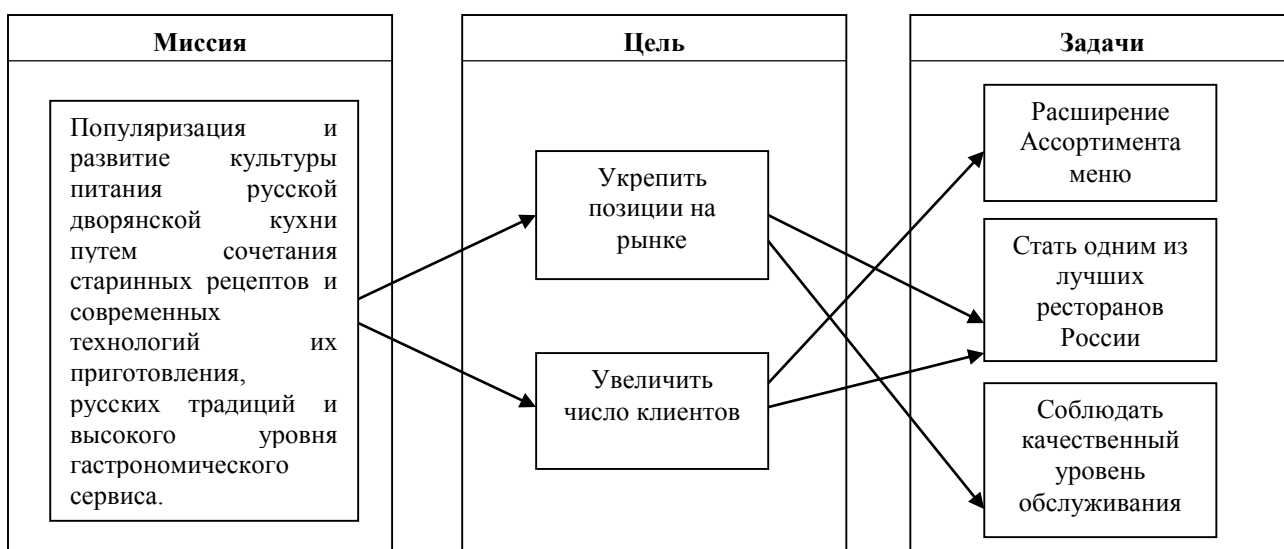 Миссия
Популяризация и
развитие культуры
питания русской
дворянской кухни
путем сочетания
старинных рецептов и
современных
технологий их
приготовления,
русских традиций и
высокого уровня
гастрономического
сервиса.
Цель
Укрепить
позиции на
рынке
Увеличить
число клиентов
Задачи
Расширение
Ассортимента
меню
Стать одним из
лучших
ресторанов
России
Соблюдать
качественный
уровень
обслуживания